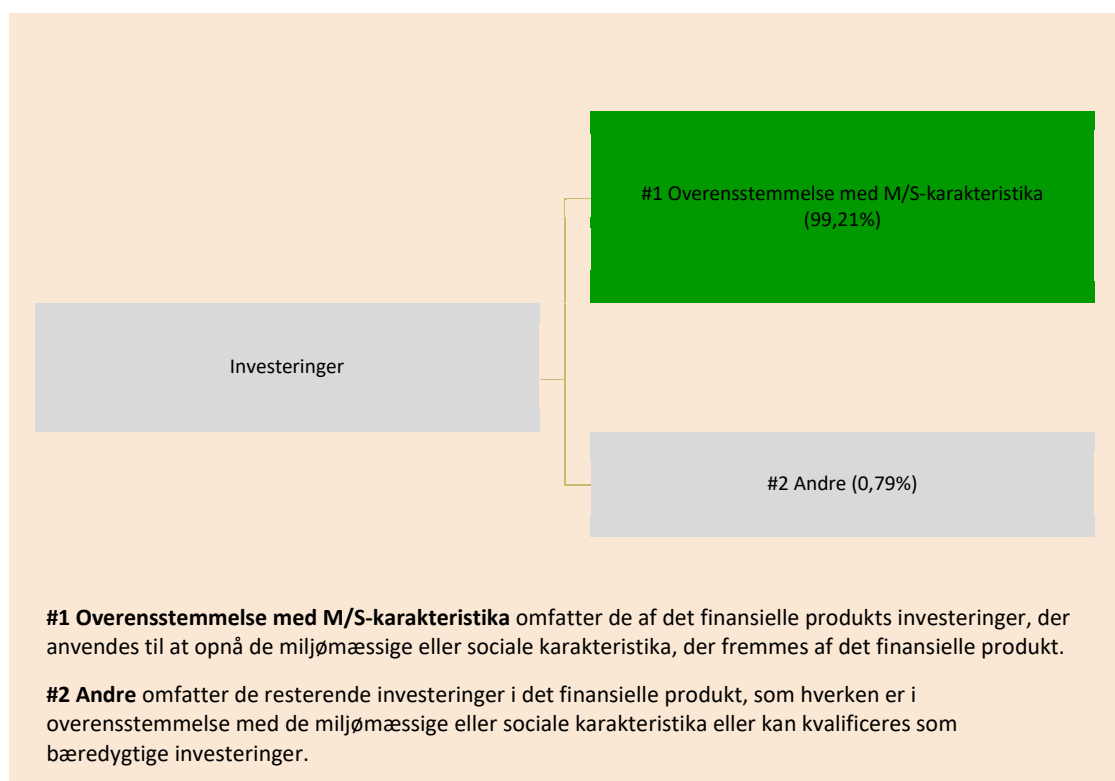 #1 Overensstemmelse med M/S-karakteristika
(99,21%)
Investeringer
#2 Andre (0,79%)
#1 Overensstemmelse med M/S-karakteristika omfatter de af det finansielle produkts investeringer, der
anvendes til at opnå de miljømæssige eller sociale karakteristika, der fremmes af det finansielle produkt.
#2 Andre omfatter de resterende investeringer i det finansielle produkt, som hverken er i
overensstemmelse med de miljømæssige eller sociale karakteristika eller kan kvalificeres som
bæredygtige investeringer.